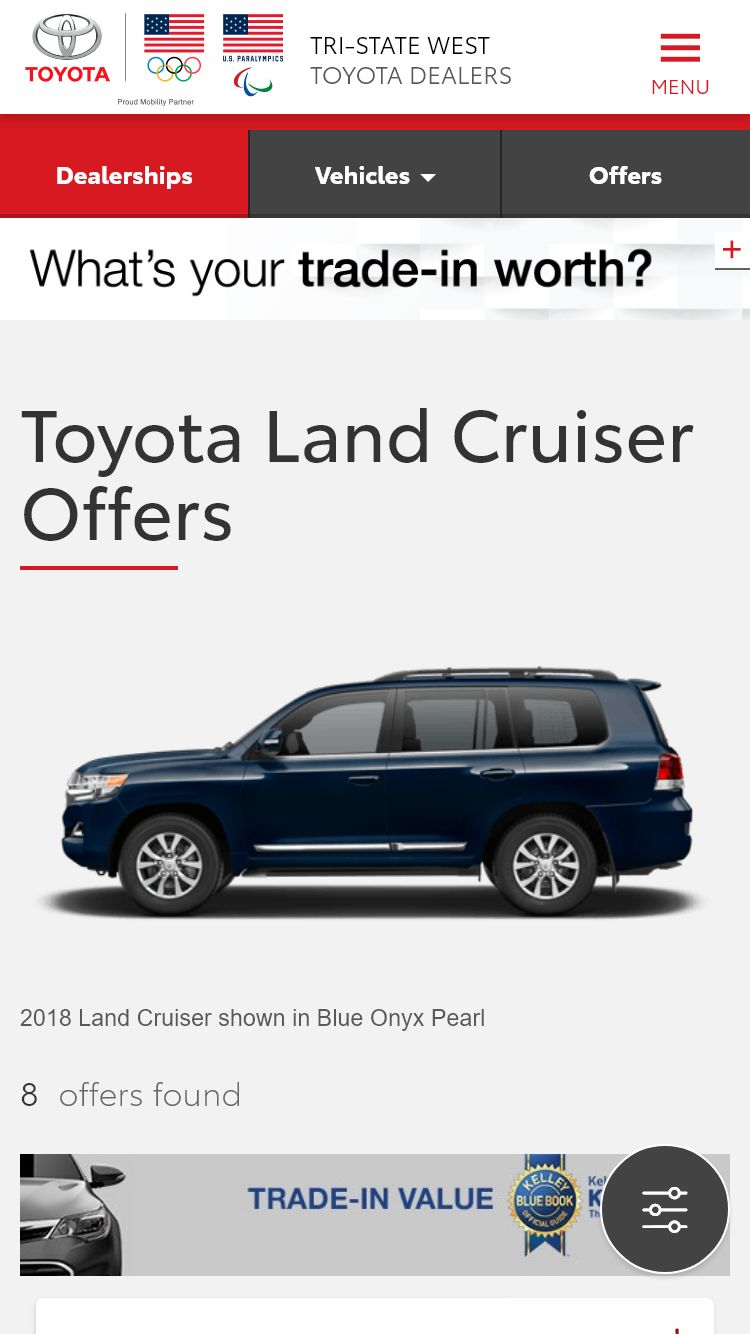 TOYOTA
U.S. PARALYMPICS
Proud Mobility Partner
TRI-STATE WEST
TOYOTA DEALERS
MENU
Dealerships
Vehicles
Offers
What's your trade-in worth?
+
Toyota Land Cruiser
Offers
2018 Land Cruiser shown in Blue Onyx Pearl
8 offers found
TRADE-IN VALUE
KELLEY
BLUE BOOK
OFFICIAL GUIDE